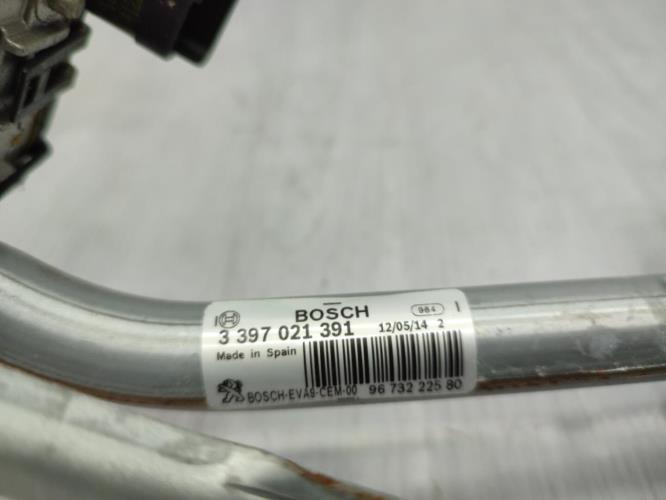 BOSCH 984
3 397 021 391 12/05/14 2
Made in Spain
BOSCH-EVA9-CEM-00 96 732 225 80